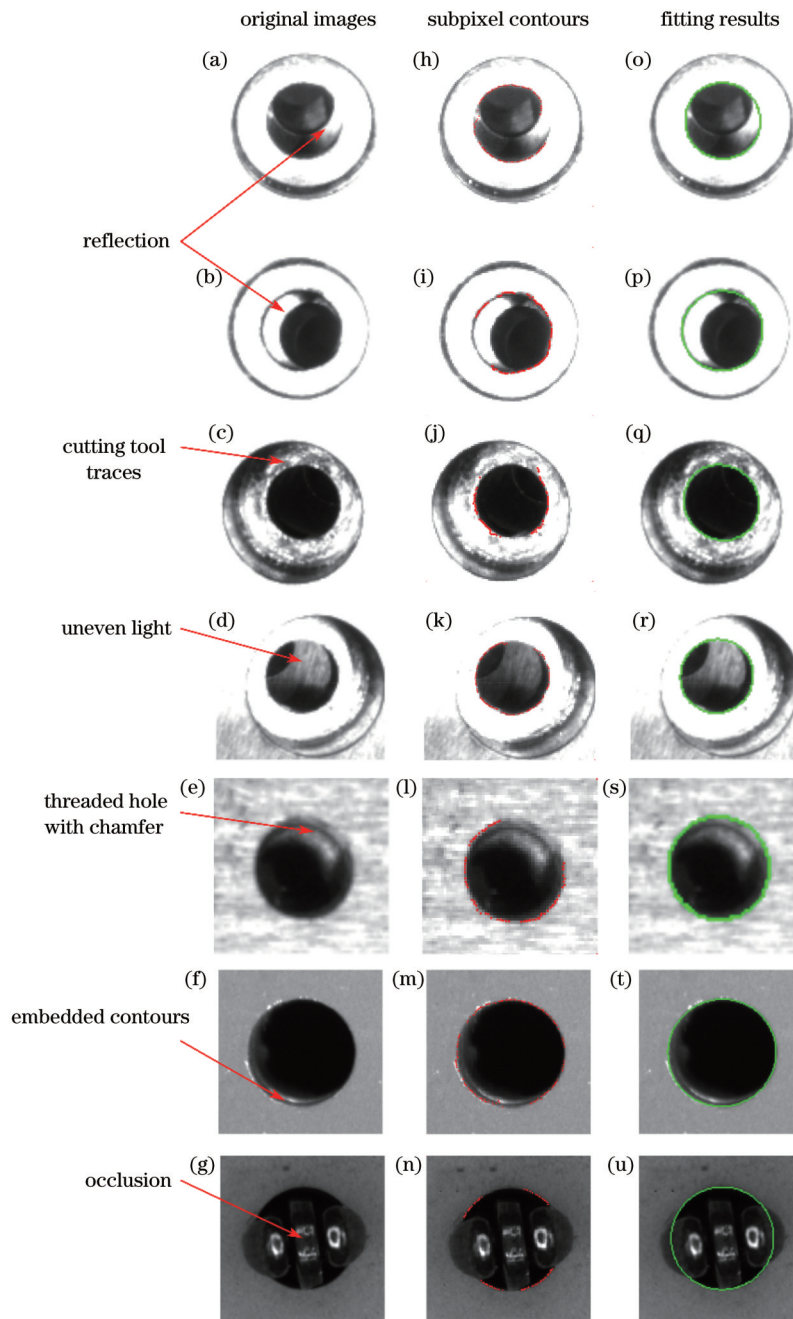 original images subpixel contours fitting results
(a) (h) (o)
reflection
(b) (i) (p)
(c) (j) (q)
cutting tool
traces
(d) (k) (r)
uneven light
(e) (l) (s)
threaded hole
with chamfer
(f) (m) (t)
embedded contours
(g) (n) (u)
occlusion